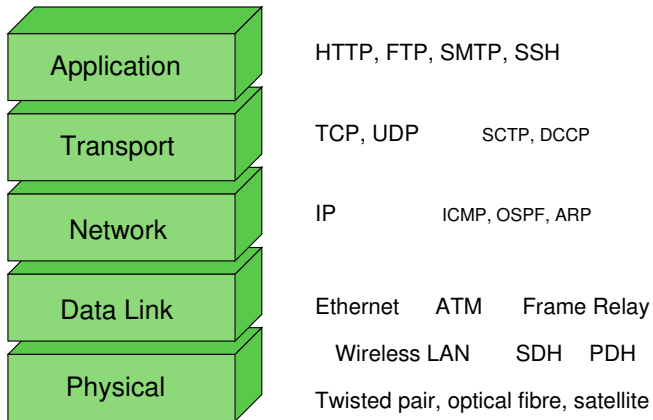 Application HTTP, FTP, SMTP, SSH
Transport TCP, UDP SCTP, DCCP
Network IP ICMP, OSPF, ARP
Data Link Ethernet ATM Frame Relay
Wireless LAN SDH PDH
Physical
Twisted pair, optical fibre, satellite